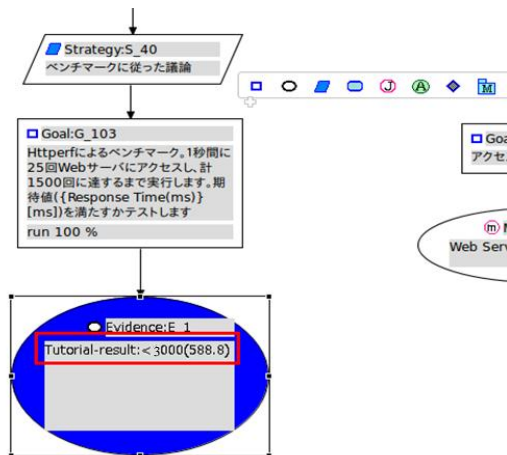 Strategy:S_40
ベンチマークに従った議論
J
A
M
Goal:G_103
Httperfによるベンチマーク。1秒間に
25回Webサーバにアクセスし、計
1500回に達するまで実行します。期
待値({Response Time(ms)}
[ms])を満たすかテストします
run 100 %
Goa
アクセ
m
Web Serv
Evidence:E_1
Tutorial-result:<3000(588.8)